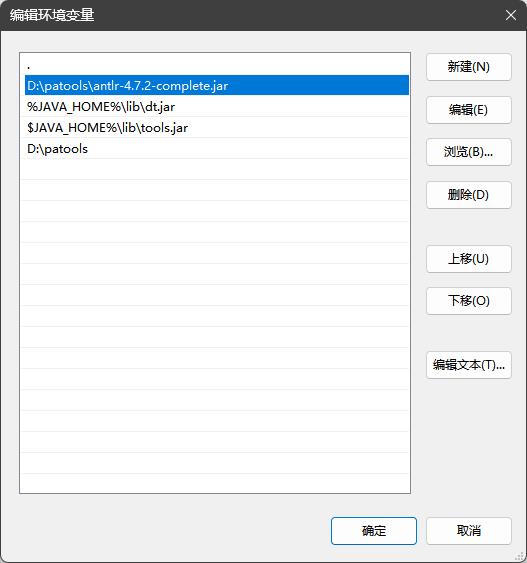 编辑环境变量
.
D:\patools\antlr-4.7.2-complete.jar
%JAVA_HOME%\lib\dt.jar
$JAVA_HOME%\lib\tools.jar
D:\patools
新建(N)
编辑(E)
浏览(B)...
删除(D)
上移(U)
下移(O)
编辑文本(T)...
确定
取消